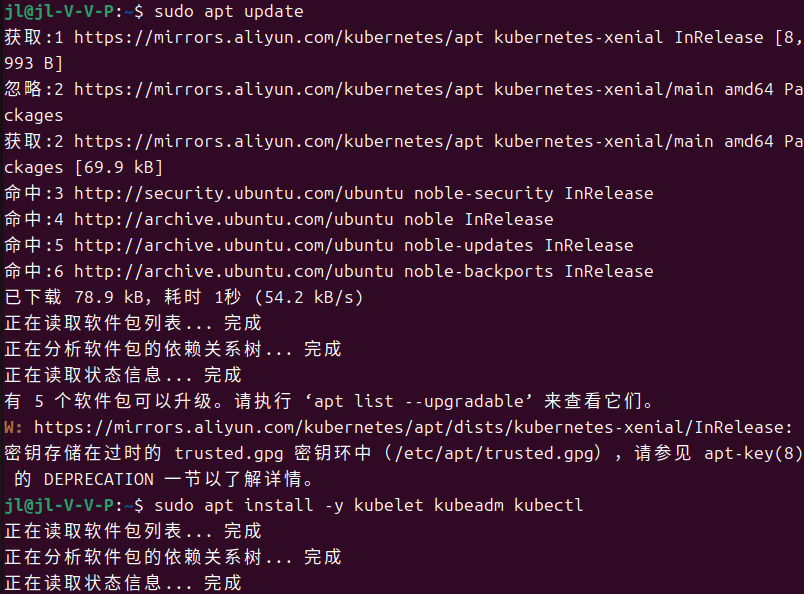 jl@jl-V-V-P:~$ sudo apt update
获取:1 https://mirrors.aliyun.com/kubernetes/apt kubernetes-xenial InRelease [8,
993 B]
忽略:2 https://mirrors.aliyun.com/kubernetes/apt kubernetes-xenial/main amd64 Pa
ckages
获取:2 https://mirrors.aliyun.com/kubernetes/apt kubernetes-xenial/main amd64 Pa
ckages [69.9 kB]
命中:3 http://security.ubuntu.com/ubuntu noble-security InRelease
命中:4 http://archive.ubuntu.com/ubuntu noble InRelease
命中:5 http://archive.ubuntu.com/ubuntu noble-updates InRelease
命中:6 http://archive.ubuntu.com/ubuntu noble-backports InRelease
已下载 78.9 kB，耗时 1秒 (54.2 kB/s)
正在读取软件包列表... 完成
正在分析软件包的依赖关系树... 完成
正在读取状态信息... 完成
有 5 个软件包可以升级。请执行 ‘apt list --upgradable’ 来查看它们。
W: https://mirrors.aliyun.com/kubernetes/apt/dists/kubernetes-xenial/InRelease:
密钥存储在过时的 trusted.gpg 密钥环中（/etc/apt/trusted.gpg），请参见 apt-key(8)
的 DEPRECATION 一节以了解详情。
jl@jl-V-V-P:~$ sudo apt install -y kubelet kubeadm kubectl
正在读取软件包列表... 完成
正在分析软件包的依赖关系树... 完成
正在读取状态信息... 完成